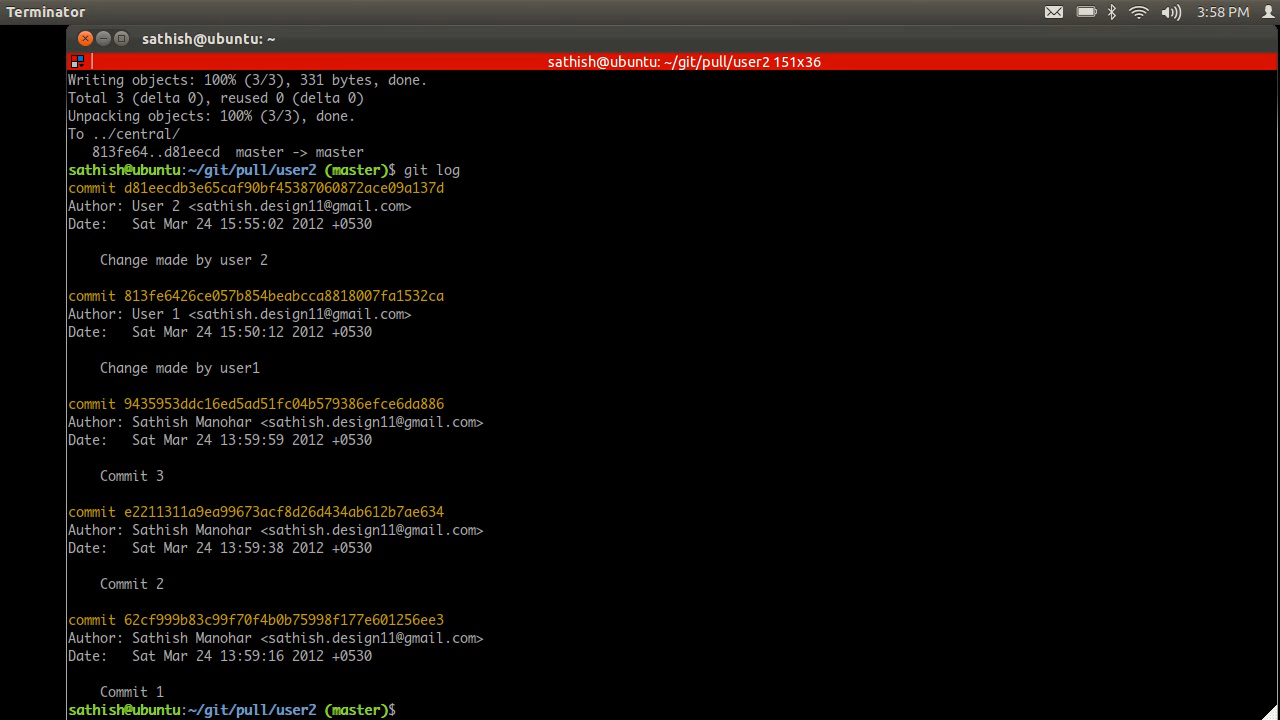 Terminator
3:58 PM
sathish@ubuntu: ~
sathish@ubuntu: ~/git/pull/user2 151x36
Writing objects: 100% (3/3), 331 bytes, done.
Total 3 (delta 0), reused 0 (delta 0)
Unpacking objects: 100% (3/3), done.
To ../central/
   813fe64..d81eecd  master -> master
sathish@ubuntu:~/git/pull/user2 (master)$ git log
commit d81eecdb3e65caf90bf45387060872ace09a137d
Author: User 2 <sathish.design11@gmail.com>
Date:   Sat Mar 24 15:55:02 2012 +0530
    Change made by user 2
commit 813fe6426ce057b854beabcca8818007fa1532ca
Author: User 1 <sathish.design11@gmail.com>
Date:   Sat Mar 24 15:50:12 2012 +0530
    Change made by user1
commit 9435953ddc16ed5ad51fc04b579386efce6da886
Author: Sathish Manohar <sathish.design11@gmail.com>
Date:   Sat Mar 24 13:59:59 2012 +0530
    Commit 3
commit e2211311a9ea99673acf8d26d434ab612b7ae634
Author: Sathish Manohar <sathish.design11@gmail.com>
Date:   Sat Mar 24 13:59:38 2012 +0530
    Commit 2
commit 62cf999b83c99f70f4b0b75998f177e601256ee3
Author: Sathish Manohar <sathish.design11@gmail.com>
Date:   Sat Mar 24 13:59:16 2012 +0530
    Commit 1
sathish@ubuntu:~/git/pull/user2 (master)$